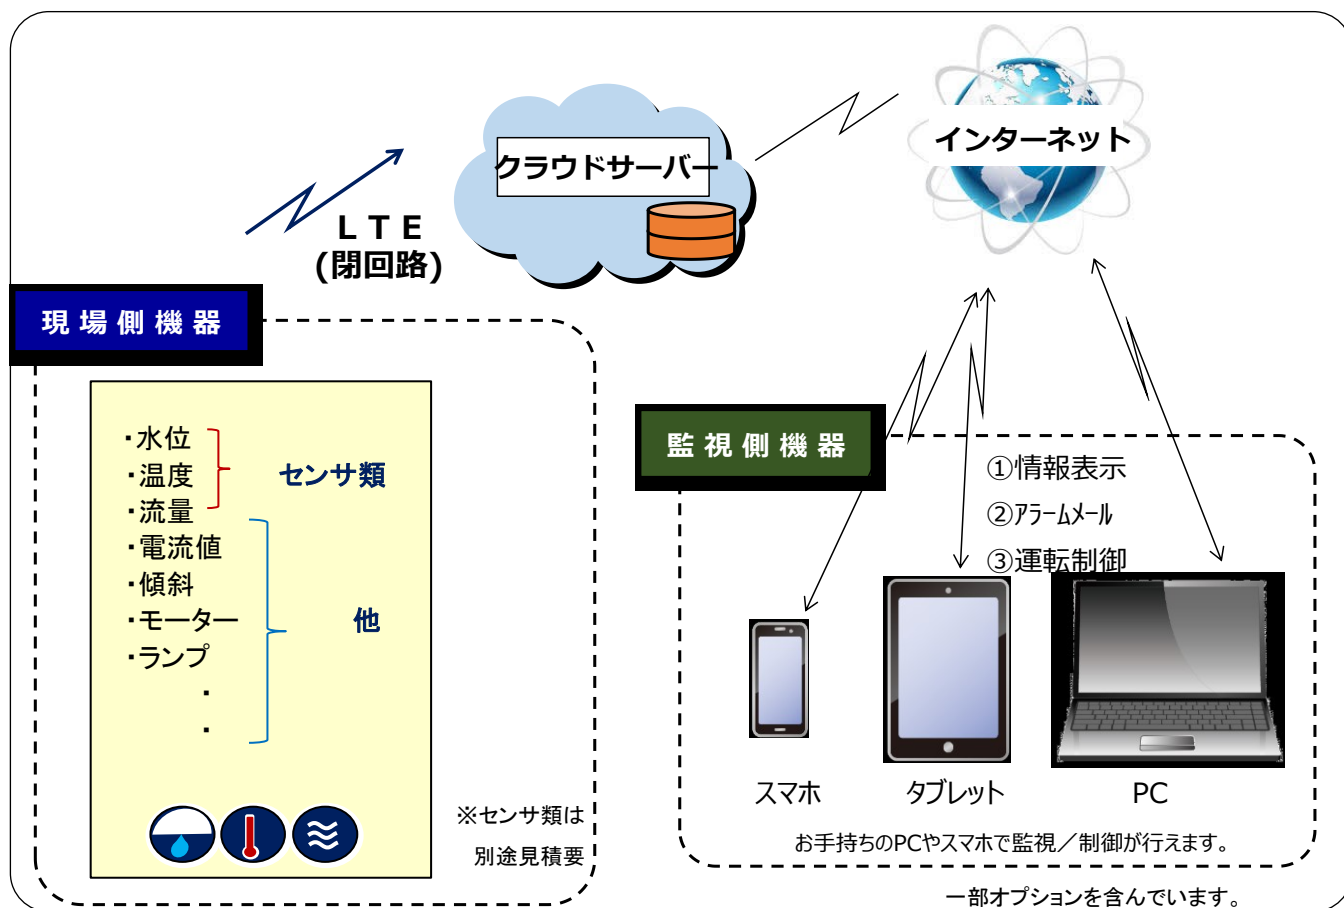 インターネット
クラウドサーバー
LTE
(閉回路)
現場側機器
・水位
・温度
・流量
センサ類
・電流値
・傾斜
・モーター
・ランプ
・
・
他
※センサ類は
別途見積要
監視側機器
①情報表示
②ｱﾗｰﾑﾒｰﾙ
③運転制御
スマホ
タブレット
PC
お手持ちのPCやスマホで監視／制御が行えます。
一部オプションを含んでいます。